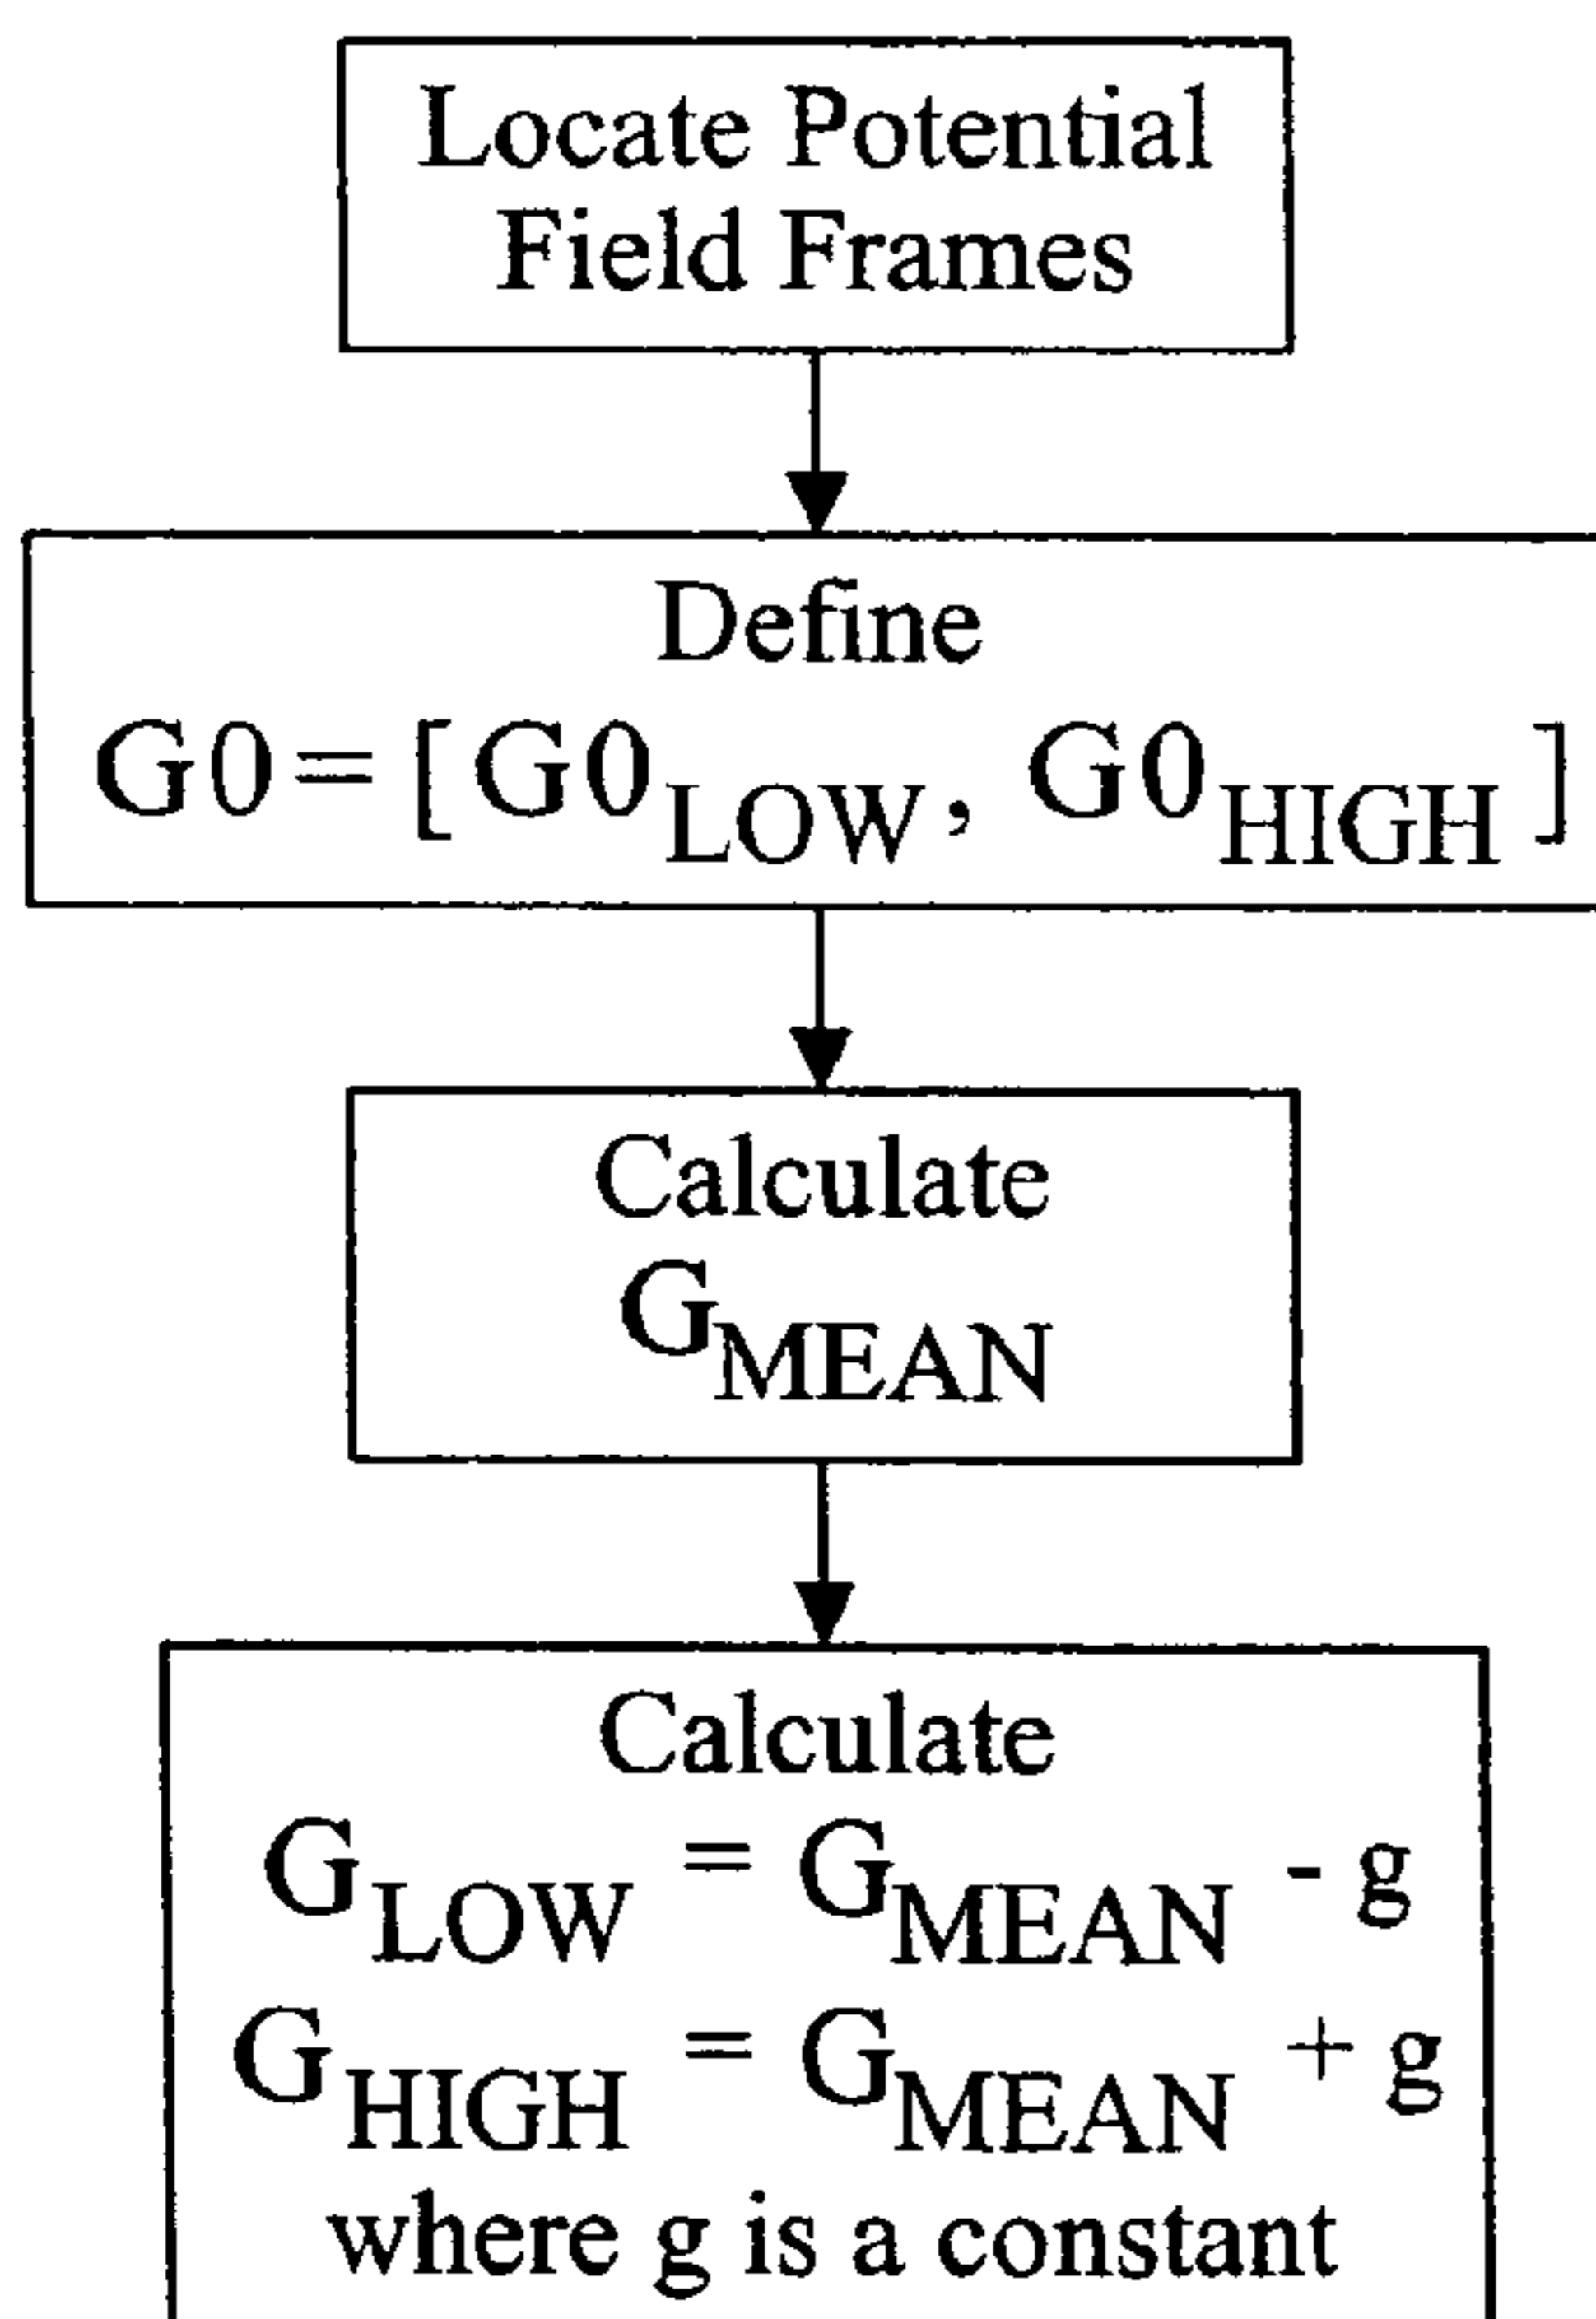 Locate Potential
Field Frames
Define
G0=[G0LOW, G0HIGH]
Calculate
GMEAN
Calculate
GLOW = GMEAN - g
GHIGH = GMEAN + g
where g is a constant